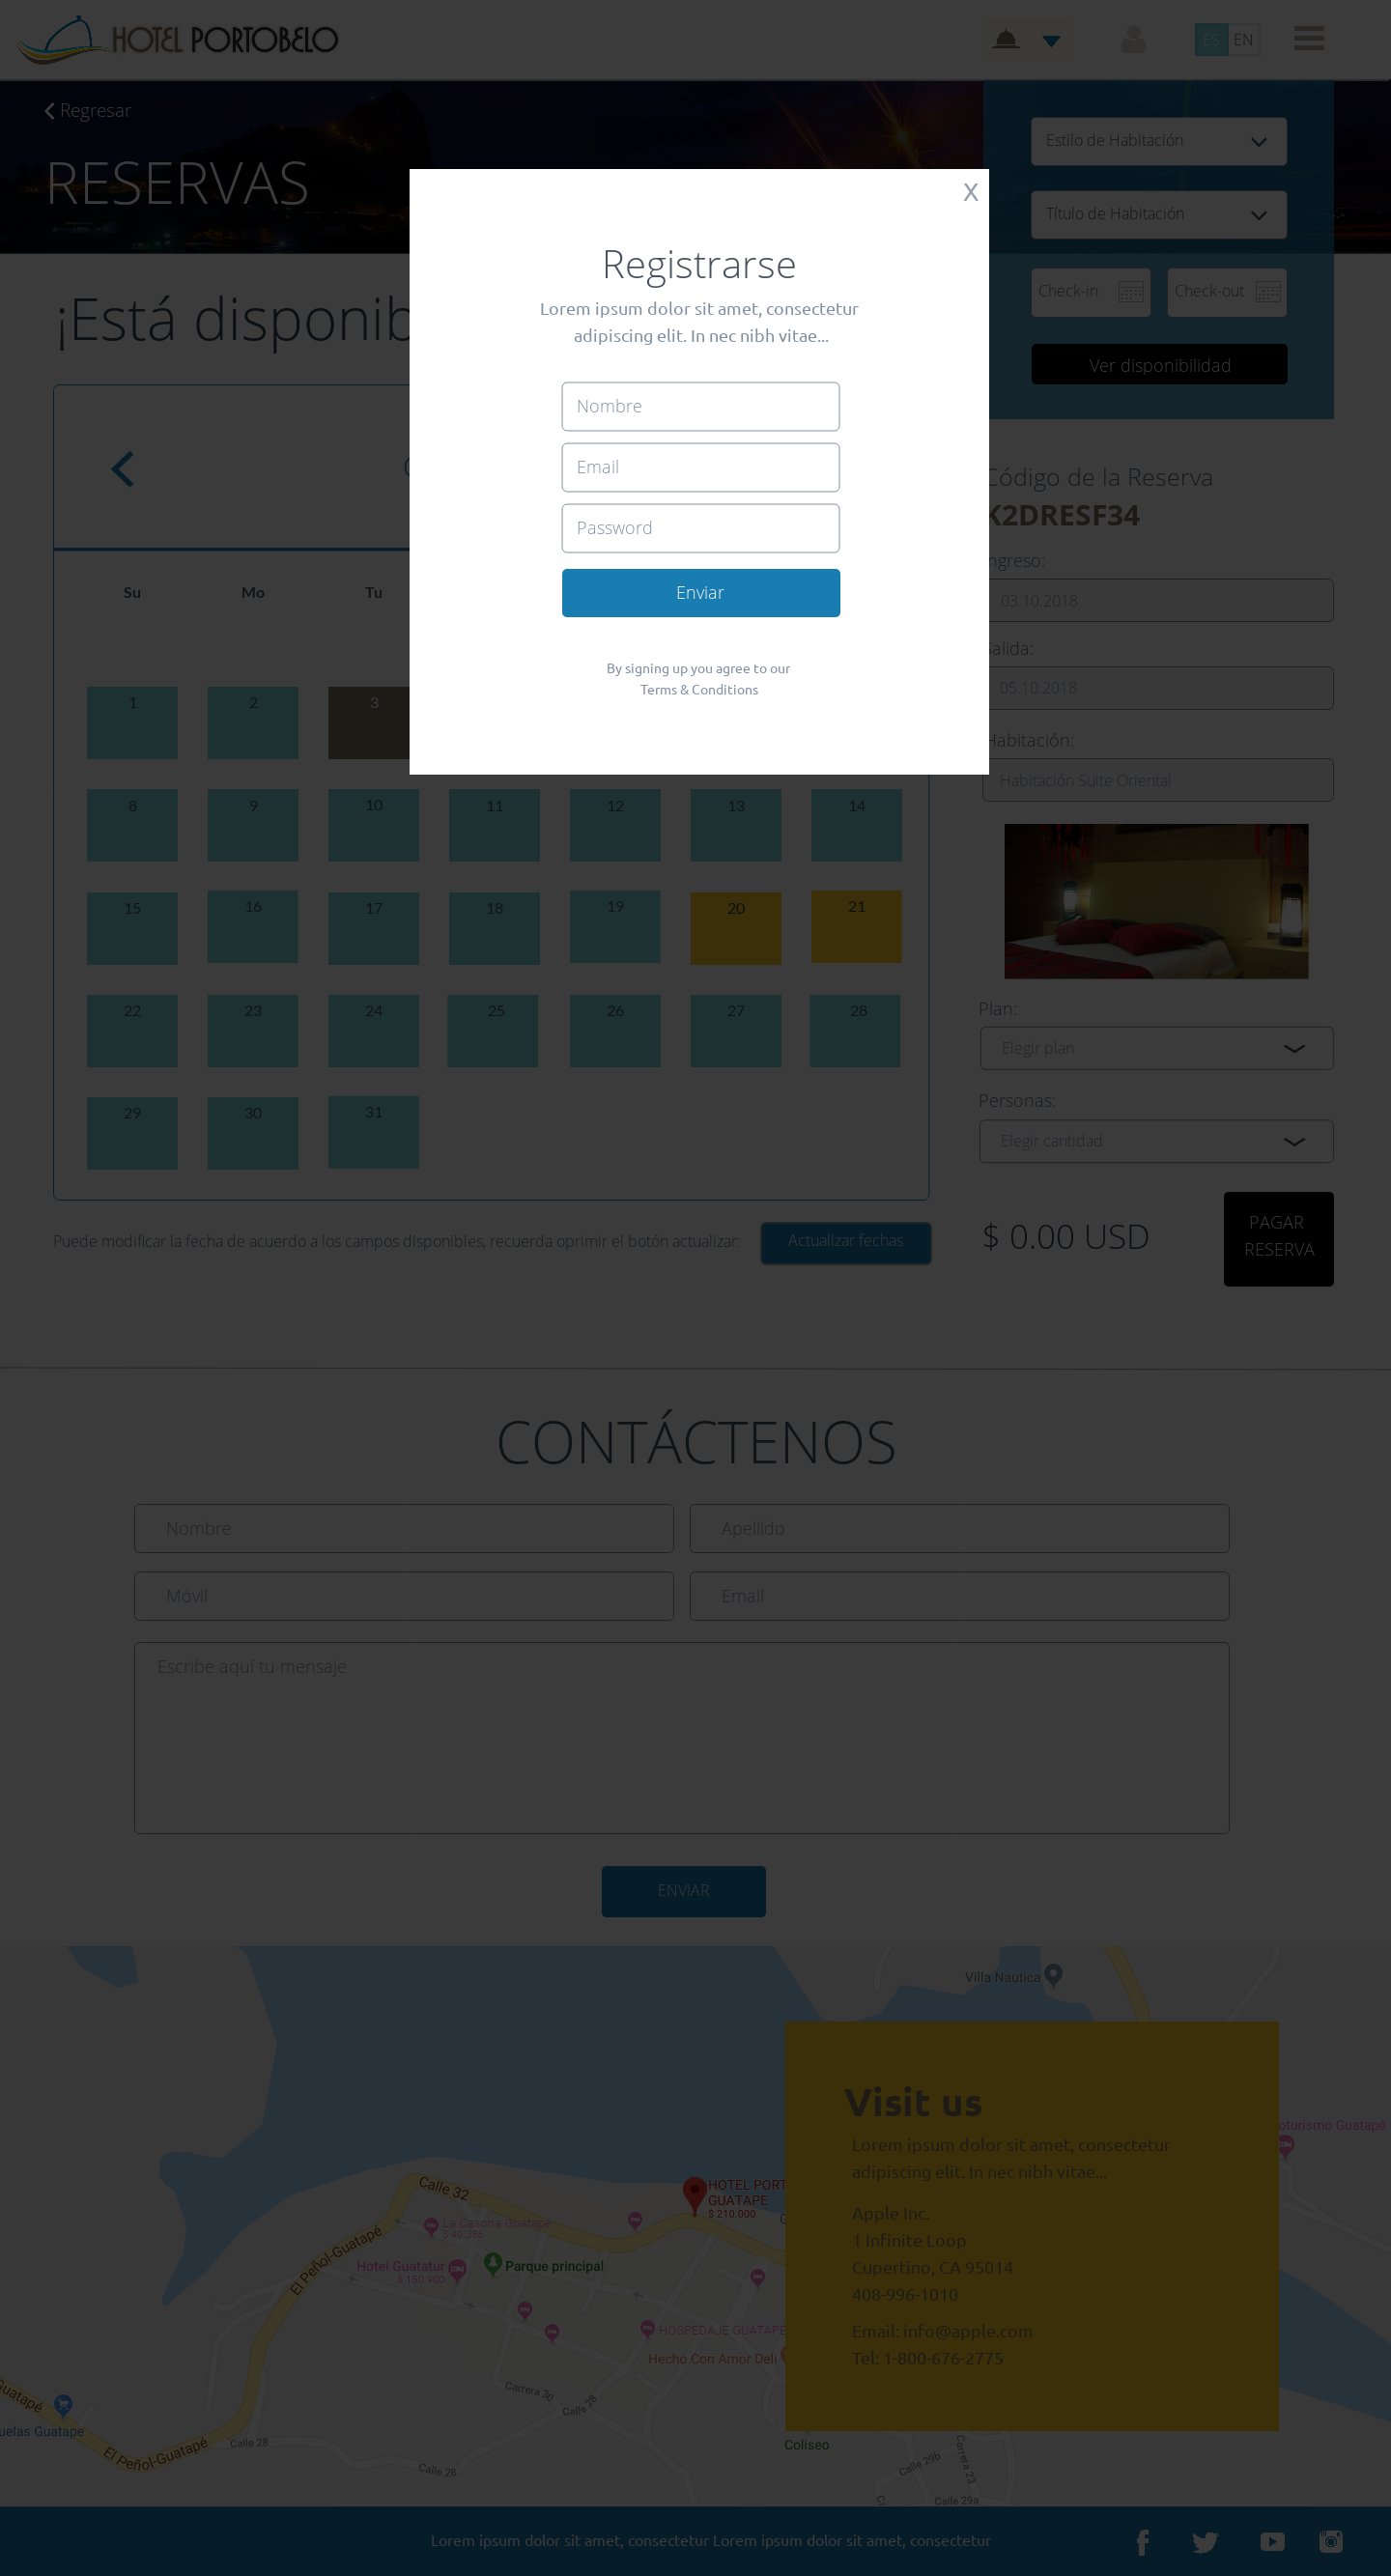 HOTEL PORTOBELO
ES EN
Regresar
RESERVAS
Estilo de Habitación
Título de Habitación
Check-in
Check-out
Ver disponibilidad
¡Está disponib
X
Registrarse
Lorem ipsum dolor sit amet, consectetur
adipiscing elit. In nec nibh vitae...
Nombre
Email
Password
Enviar
By signing up you agree to our
Terms & Conditions
Código de la Reserva
K2DRESF34
ngreso:
03.10.2018
Salida:
05.10.2018
Habitación:
Habitación Suite Oriental
Su Mo Tu
1 2 3
8 9 10 11 12 13 14
15 16 17 18 19 20 21
22 23 24 25 26 27 28
29 30 31
Plan:
Elegir plan
Personas:
Elegir cantidad
Puede modificar la fecha de acuerdo a los campos disponibles, recuerda oprimir el botón actualizar:
Actualizar fechas
$ 0.00 USD
PAGAR
RESERVA
CONTÁCTENOS
Nombre
Apellido
Móvil
Email
Escribe aquí tu mensaje
ENVIAR
Villa Nautica
Visit us
Lorem ipsum dolor sit amet, consectetur
adipiscing elit. In nec nibh vitae...
Apple Inc.
1 Infinite Loop
Cupertino, CA 95014
408-996-1010
Email: info@apple.com
Tel: 1-800-676-2775
oturismo Guatapé
Calle 32
HOTEL PORT
GUATAPE
$ 210.000
La Casona Guatapé
$ 40.386
El Peñol-Guatapé
Hotel Guatatur
$ 150.900
Parque principal
HOSPEDAJE GUATAPE
Hecho Con Amor Deli
Carrera 30
Calle 28
Guatapé
uelas Guatape
Calle 28
El Peñol-Guatapé
Calle 28
Coliseo
Calle 29b
Carrera 23
Calle 29a
Lorem ipsum dolor sit amet, consectetur Lorem ipsum dolor sit amet, consectetur